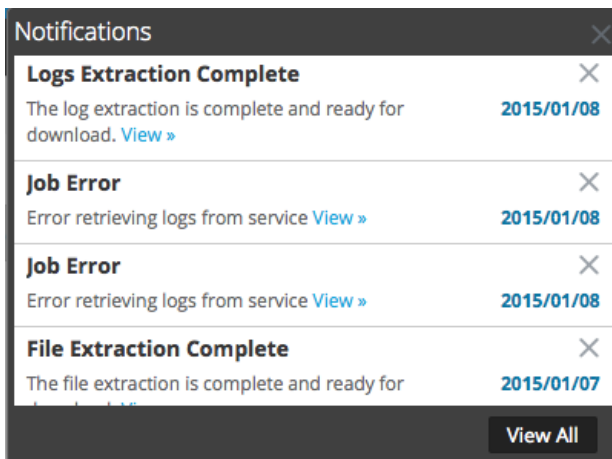 Notifications
Logs Extraction Complete
The log extraction is complete and ready for
download. View »
2015/01/08
Job Error
Error retrieving logs from service View »
2015/01/08
Job Error
Error retrieving logs from service View »
2015/01/08
File Extraction Complete
The file extraction is complete and ready for
2015/01/07
View All